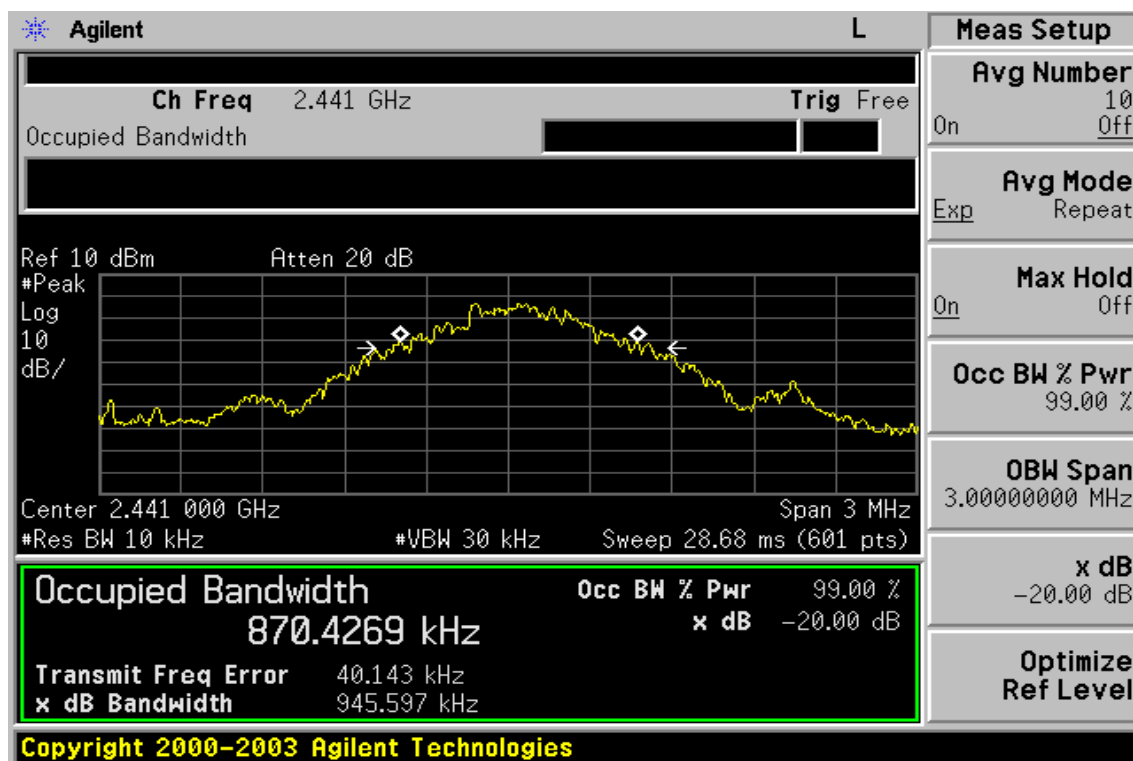 Agilent L
Ch Freq 2.441 GHz Trig Free
Occupied Bandwidth
Ref 10 dBm Atten 20 dB
#Peak
Log
10
dB/
Center 2.441 000 GHz Span 3 MHz
#Res BW 10 kHz #VBW 30 kHz Sweep 28.68 ms (601 pts)
Occupied Bandwidth
870.4269 kHz
Occ BW % Pwr 99.00 %
x dB -20.00 dB
Transmit Freq Error 40.143 kHz
x dB Bandwidth 945.597 kHz
Copyright 2000-2003 Agilent Technologies
Meas Setup
Avg Number
10
On Off
Avg Mode
Exp Repeat
Max Hold
On Off
Occ BW % Pwr
99.00 %
OBW Span
3.00000000 MHz
x dB
-20.00 dB
Optimize
Ref Level